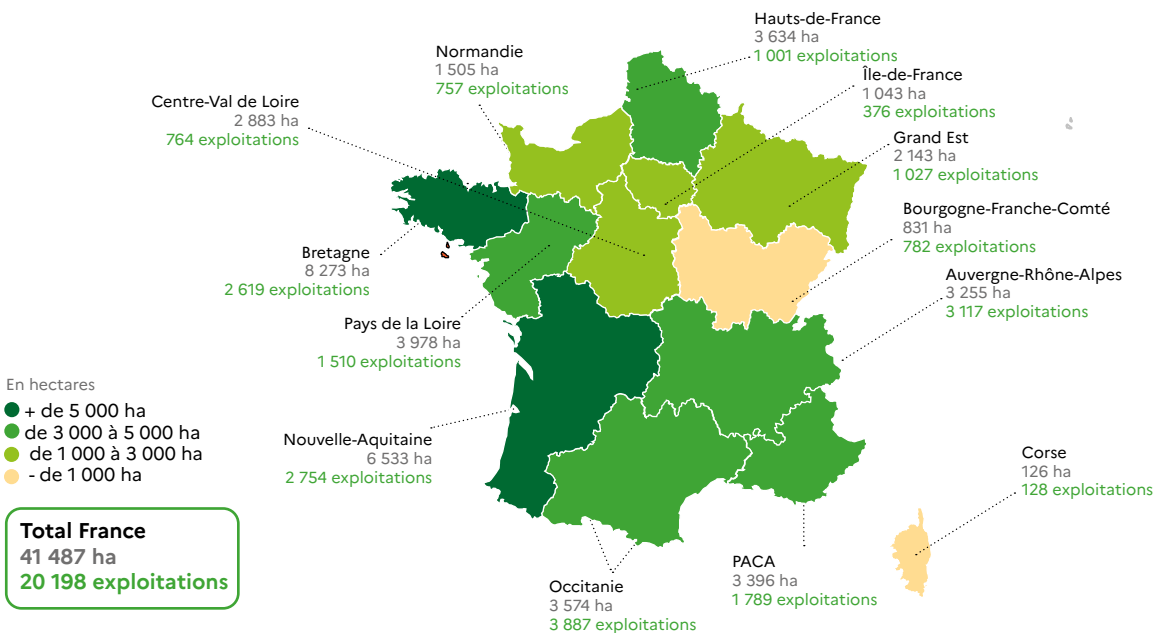 Hauts-de-France
3 634 ha
1 001 exploitations
Normandie
1 505 ha
757 exploitations
Île-de-France
1 043 ha
376 exploitations
Centre-Val de Loire
2 883 ha
764 exploitations
Grand Est
2 143 ha
1 027 exploitations
Bourgogne-Franche-Comté
831 ha
782 exploitations
Bretagne
8 273 ha
2 619 exploitations
Auvergne-Rhône-Alpes
3 255 ha
3 117 exploitations
Pays de la Loire
3 978 ha
1 510 exploitations
En hectares
+ de 5 000 ha
de 3 000 à 5 000 ha
de 1 000 à 3 000 ha
- de 1 000 ha
Nouvelle-Aquitaine
6 533 ha
2 754 exploitations
Corse
126 ha
128 exploitations
Total France
41 487 ha
20 198 exploitations
PACA
3 396 ha
1 789 exploitations
Occitanie
3 574 ha
3 887 exploitations